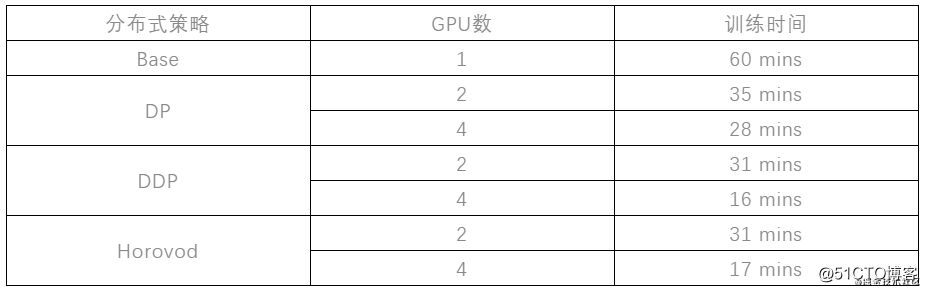 分布式策略 GPU数 训练时间
Base 1 60 mins
DP 2 35 mins
4 28 mins
DDP 2 31 mins
4 16 mins
Horovod 2 31 mins
4 17 mins
@51CTO博客